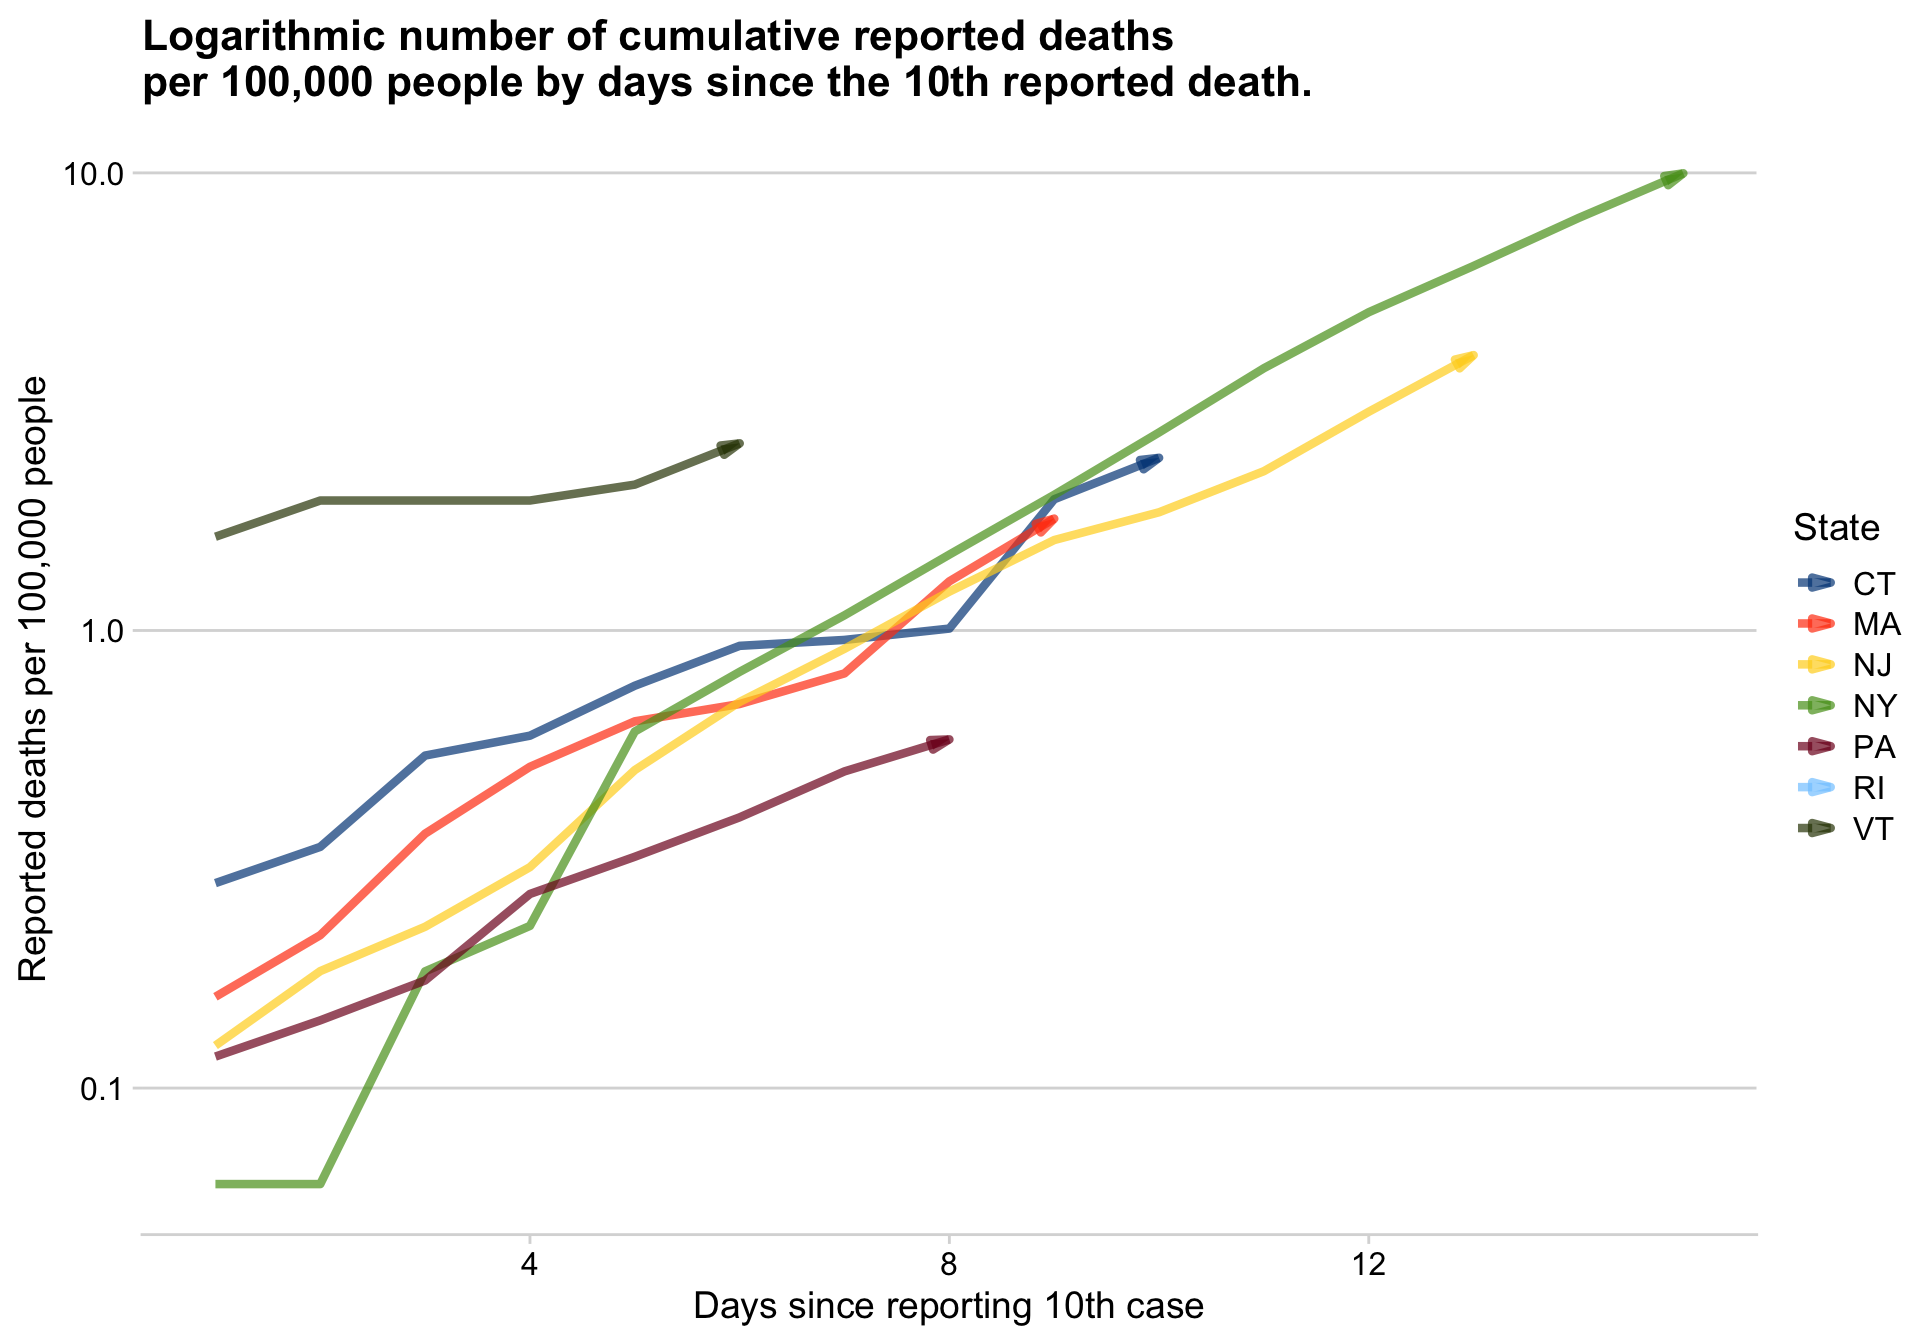 Logarithmic number of cumulative reported deaths
per 100,000 people by days since the 10th reported death.
10.0
1.0
0.1
Reported deaths per 100,000 people
4
8
12
Days since reporting 10th case
State
CT
MA
NJ
NY
PA
RI
VT